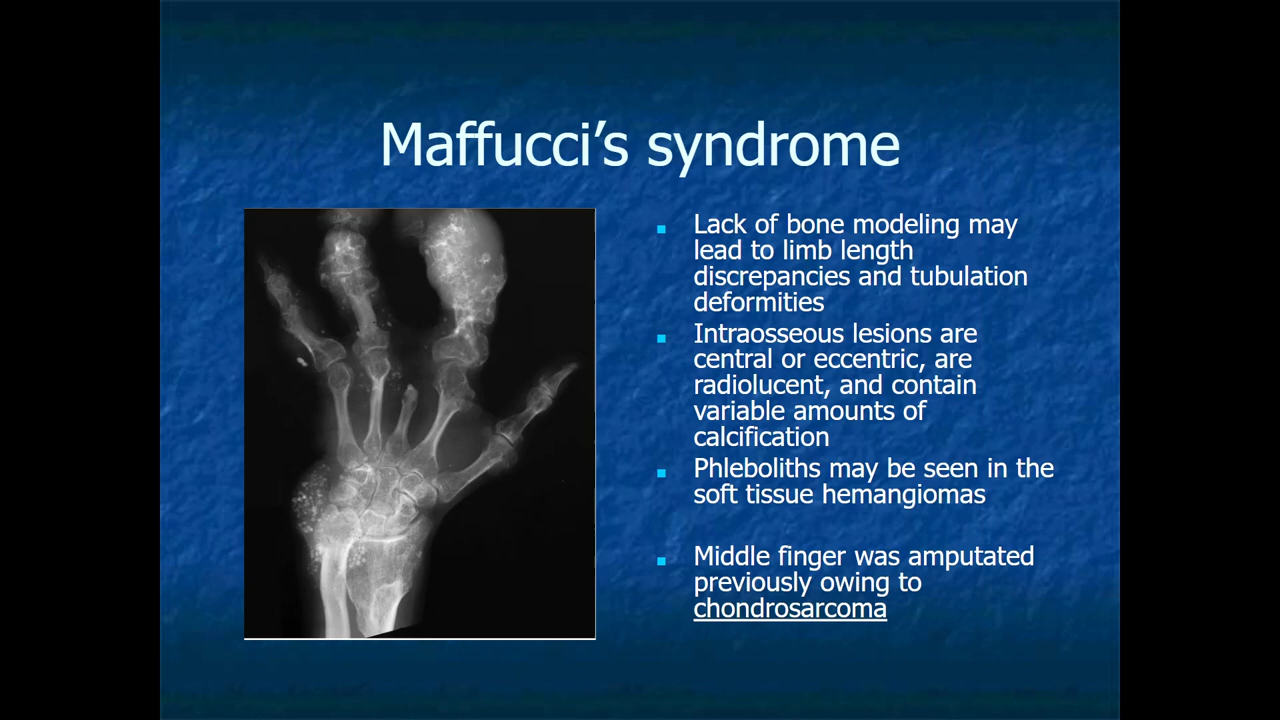 Maffucci’s syndrome
Lack of bone modeling may
lead to limb length
discrepancies and tubulation
deformities
Intraosseous lesions are
central or eccentric, are
radiolucent, and contain
variable amounts of
calcification
Phleboliths may be seen in the
soft tissue hemangiomas
Middle finger was amputated
previously owing to
chondrosarcoma